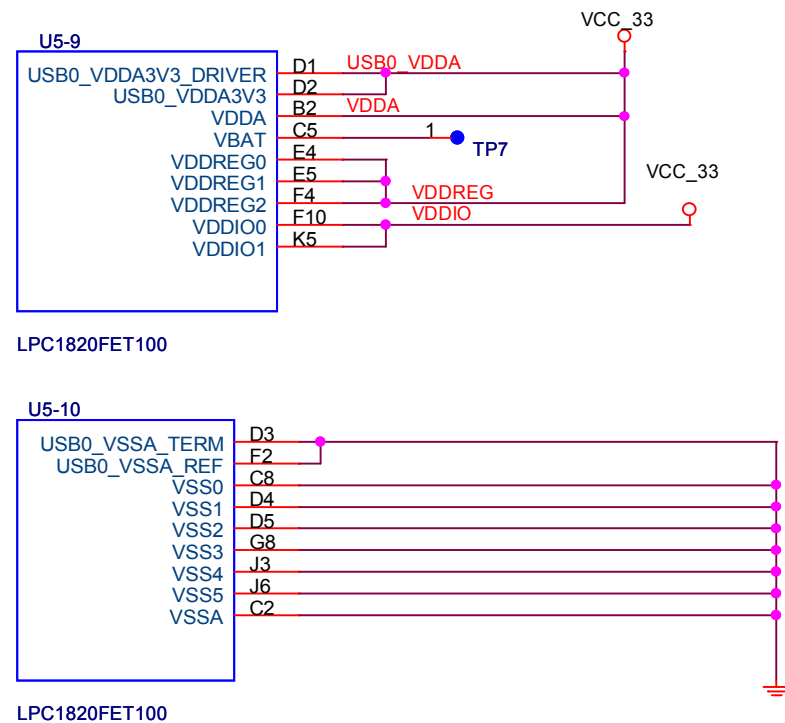 VCC_33
U5-9
USB0_VDDA3V3_DRIVER D1 USB0_VDDA
USB0_VDDA3V3 D2
VDDA B2 VDDA
VBAT C5 1 TP7
VDDREG0 E4
VDDREG1 E5
VCC_33
VDDREG2 F4 VDDREG
VDDIO0 F10 VDDIO
VDDIO1 K5
LPC1820FET100
U5-10
USB0_VSSA_TERM D3
USB0_VSSA_REF F2
VSS0 C8
VSS1 D4
VSS2 D5
VSS3 G8
VSS4 J3
VSS5 J6
VSSA C2
LPC1820FET100